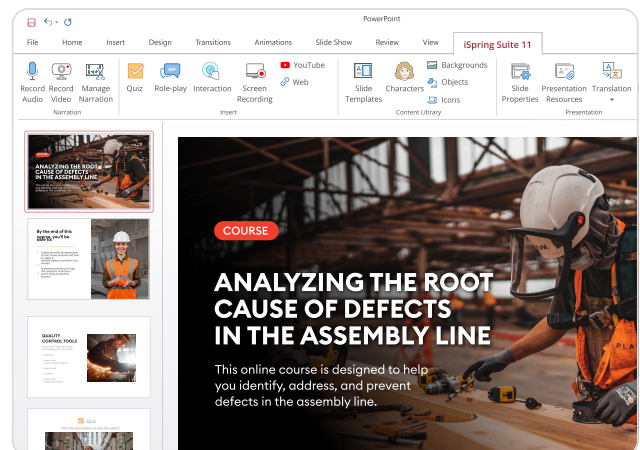 PowerPoint
File Home Insert Design Transitions Animations Slide Show Review View iSpring Suite 11
Record Audio
Record Video
Manage Narration
Narration
Quiz
Role-play
Interaction
Screen Recording
YouTube
Web
Insert
Slide Templates
Characters
Backgrounds
Objects
Icons
Content Library
Slide Properties
Presentation Resources
Translation
Presentation
ANALYZING THE ROOT
CAUSE OF DEFECTS
IN THE ASSEMBLY LINE
By the end of this
course, you'll be
QUALITY
CONTROL TOOLS
Quiz
COURSE
ANALYZING THE ROOT
CAUSE OF DEFECTS
IN THE ASSEMBLY LINE
This online course is designed to help
you identify, address, and prevent
defects in the assembly line.